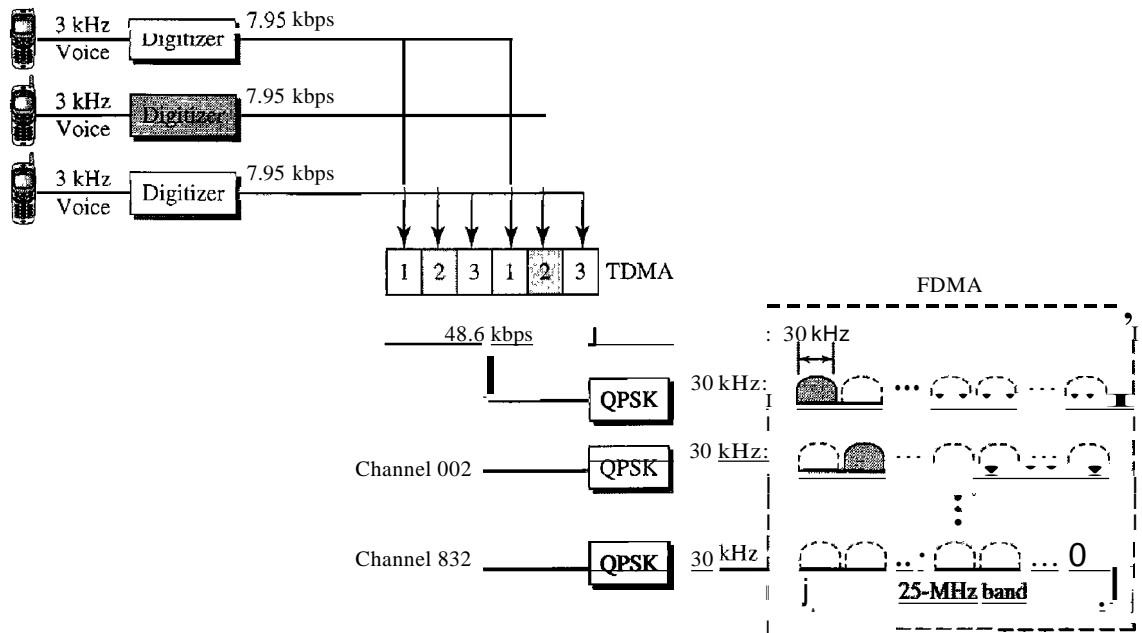 3 kHz
Voice
Digitizer
7.95 kbps
3 kHz
Voice
Digitizer
7.95 kbps
3 kHz
Voice
Digitizer
7.95 kbps
1 2 3 1 2 3 TDMA
FDMA
48.6 kbps
: 30 kHz
QPSK
30 kHz:
Channel 002
QPSK
30 kHz:
Channel 832
QPSK
30 kHz
0
25-MHz band